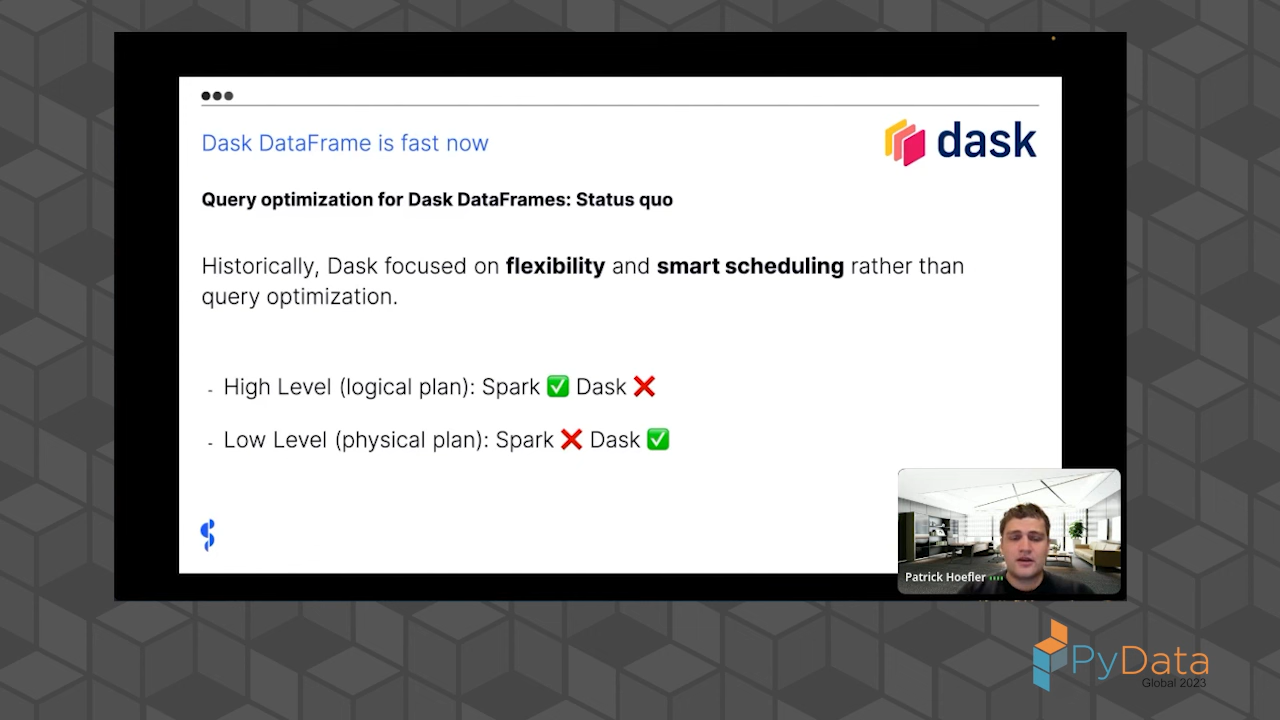 Dask DataFrame is fast now
dask
Query optimization for Dask DataFrames: Status quo
Historically, Dask focused on flexibility and smart scheduling rather than
query optimization.
- High Level (logical plan): Spark ✅ Dask ❌
- Low Level (physical plan): Spark ❌ Dask ✅
Patrick Hoefler
PyData
Global 2023